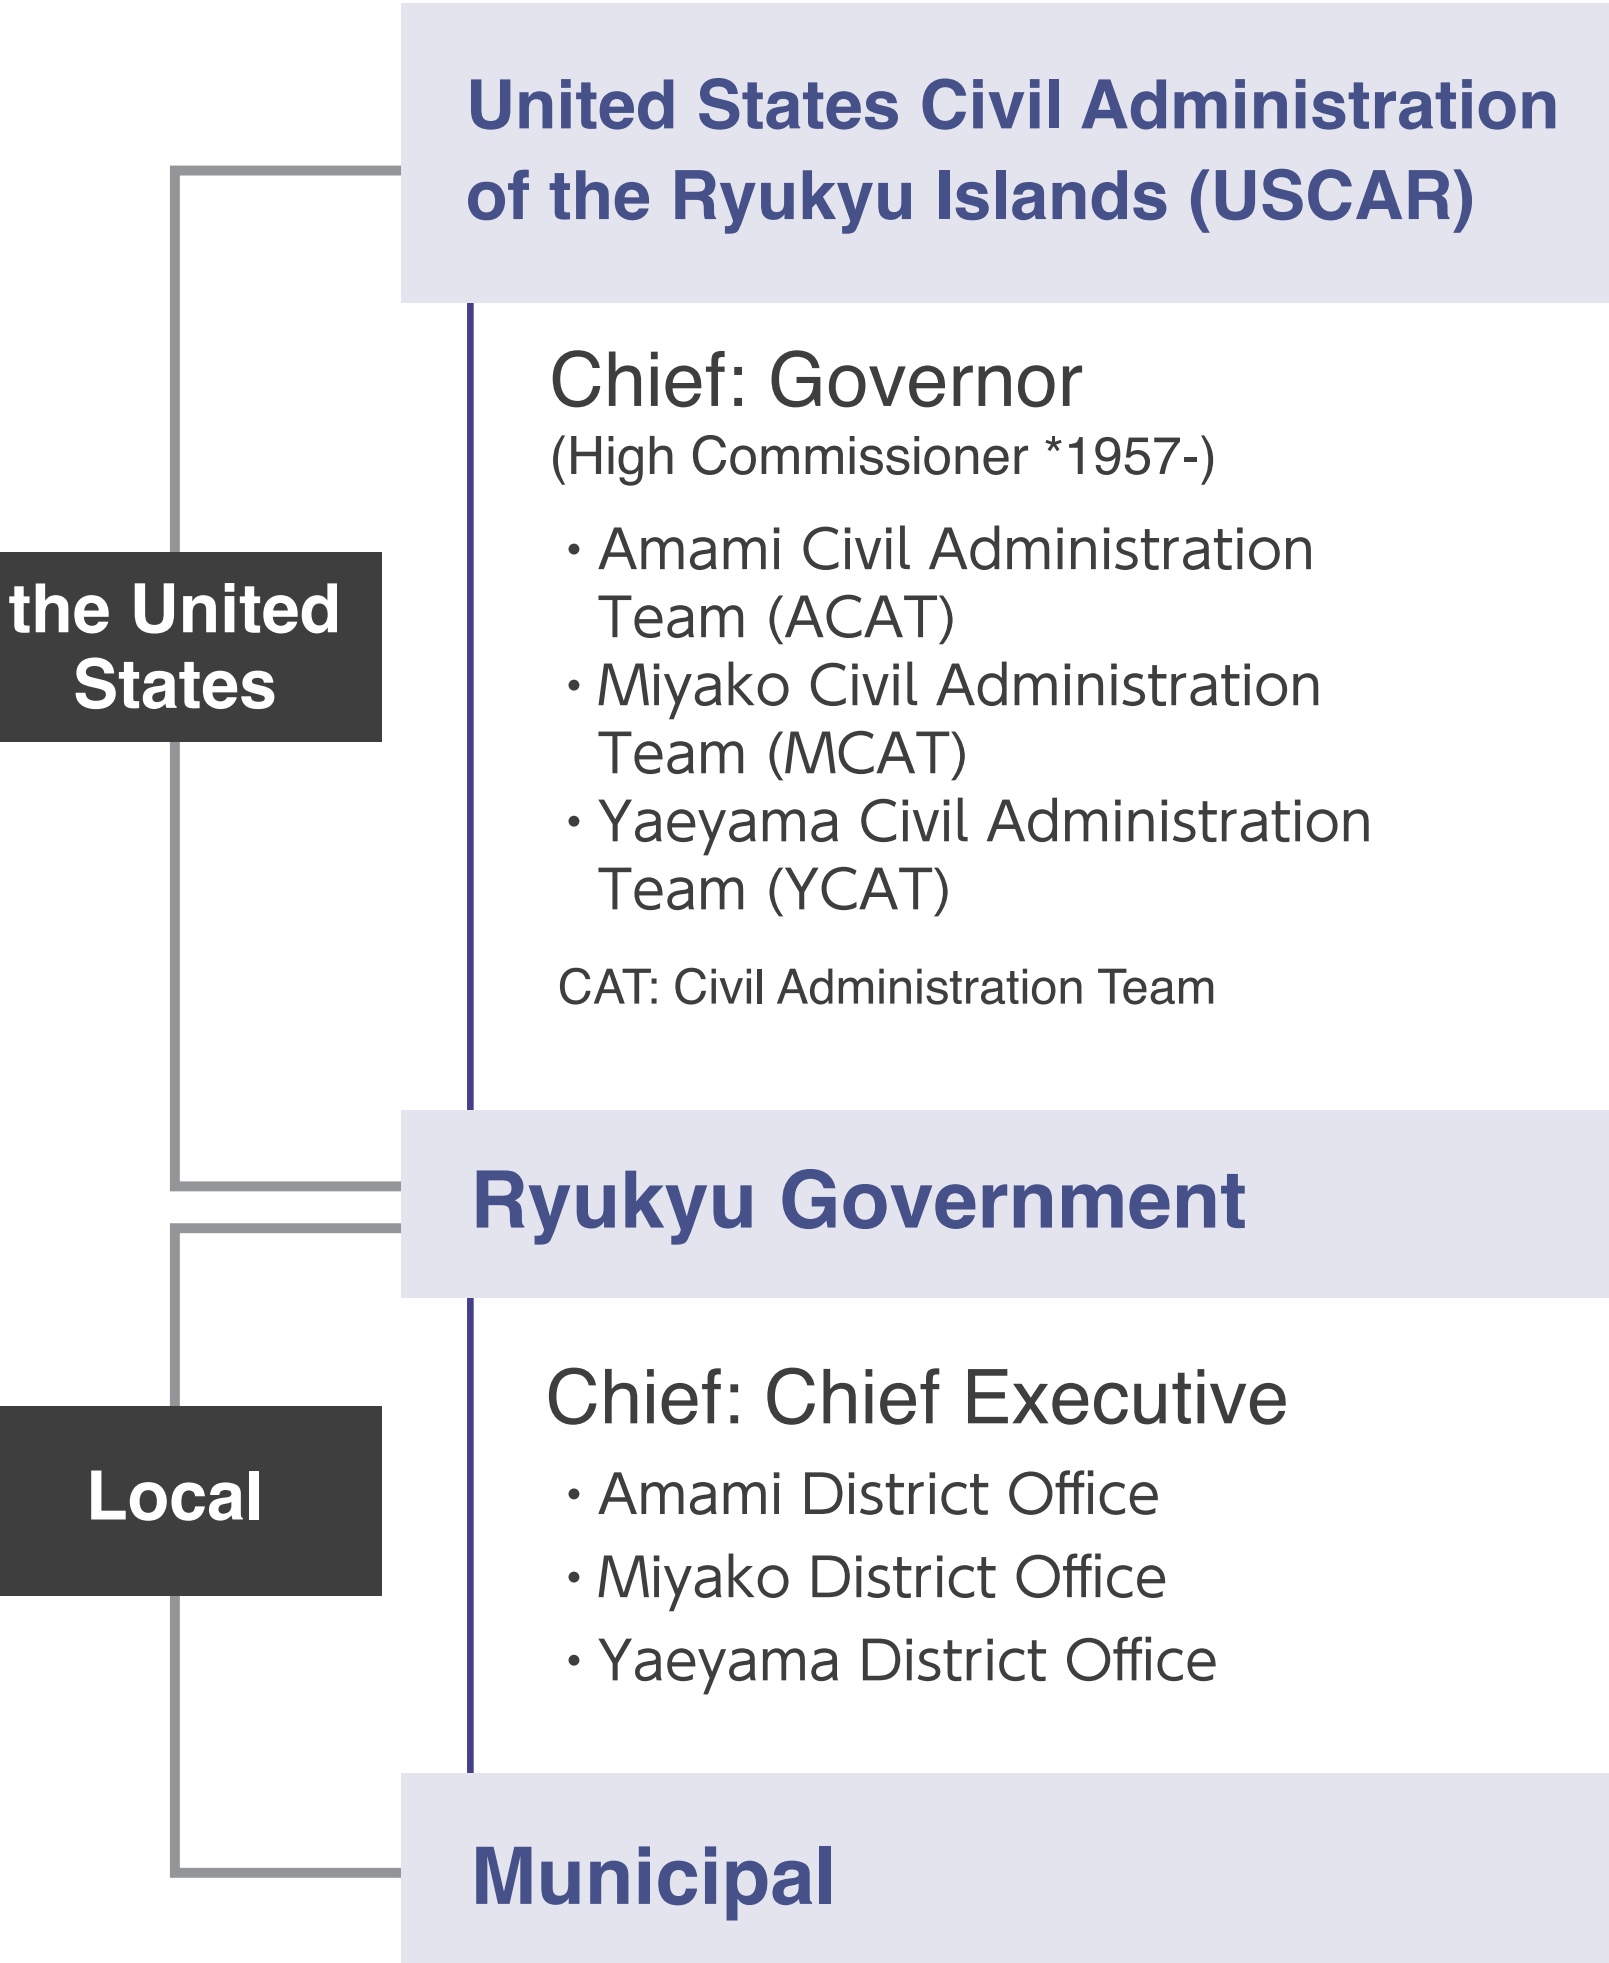 United States Civil Administration
of the Ryukyu Islands (USCAR)
Chief: Governor
(High Commissioner *1957-)
・Amami Civil Administration
Team (ACAT)
・Miyako Civil Administration
Team (MCAT)
・Yaeyama Civil Administration
Team (YCAT)
CAT: Civil Administration Team
the United
States
Ryukyu Government
Chief: Chief Executive
・Amami District Office
・Miyako District Office
・Yaeyama District Office
Local
Municipal